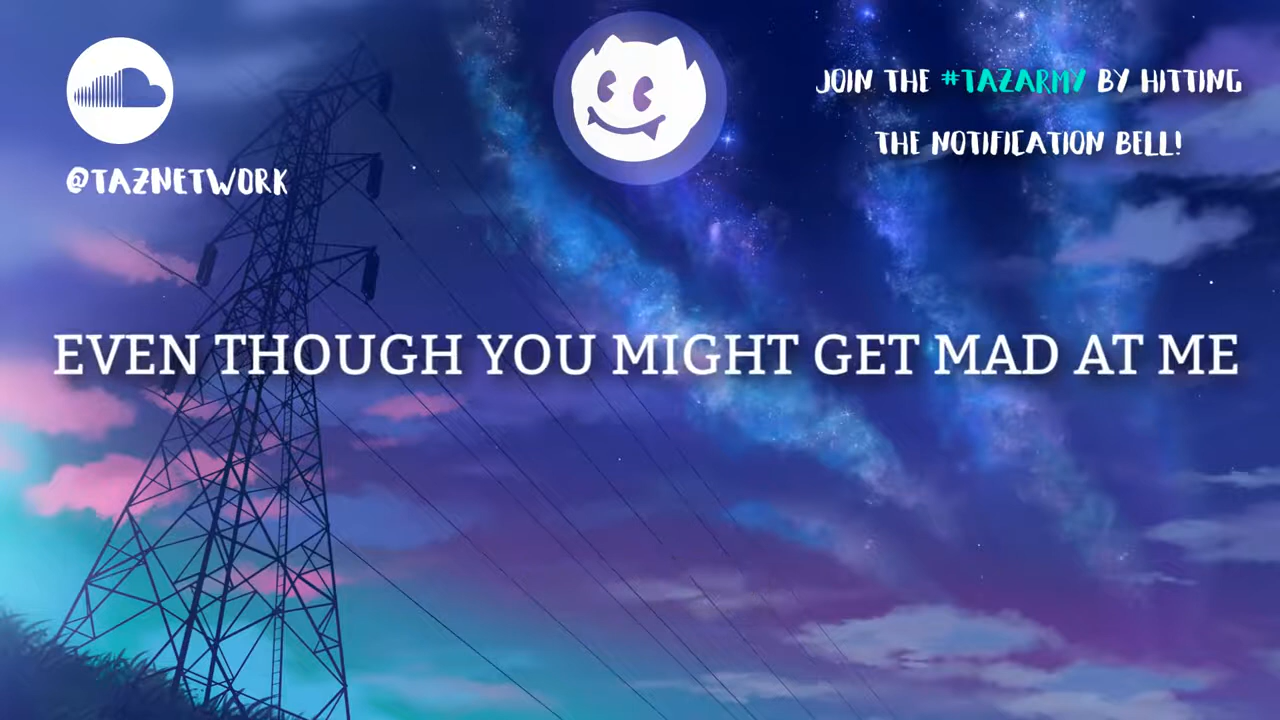 @TAZNETWORK
JOIN THE #TAZARMY BY HITTING
THE NOTIFICATION BELL!
EVEN THOUGH YOU MIGHT GET MAD AT ME